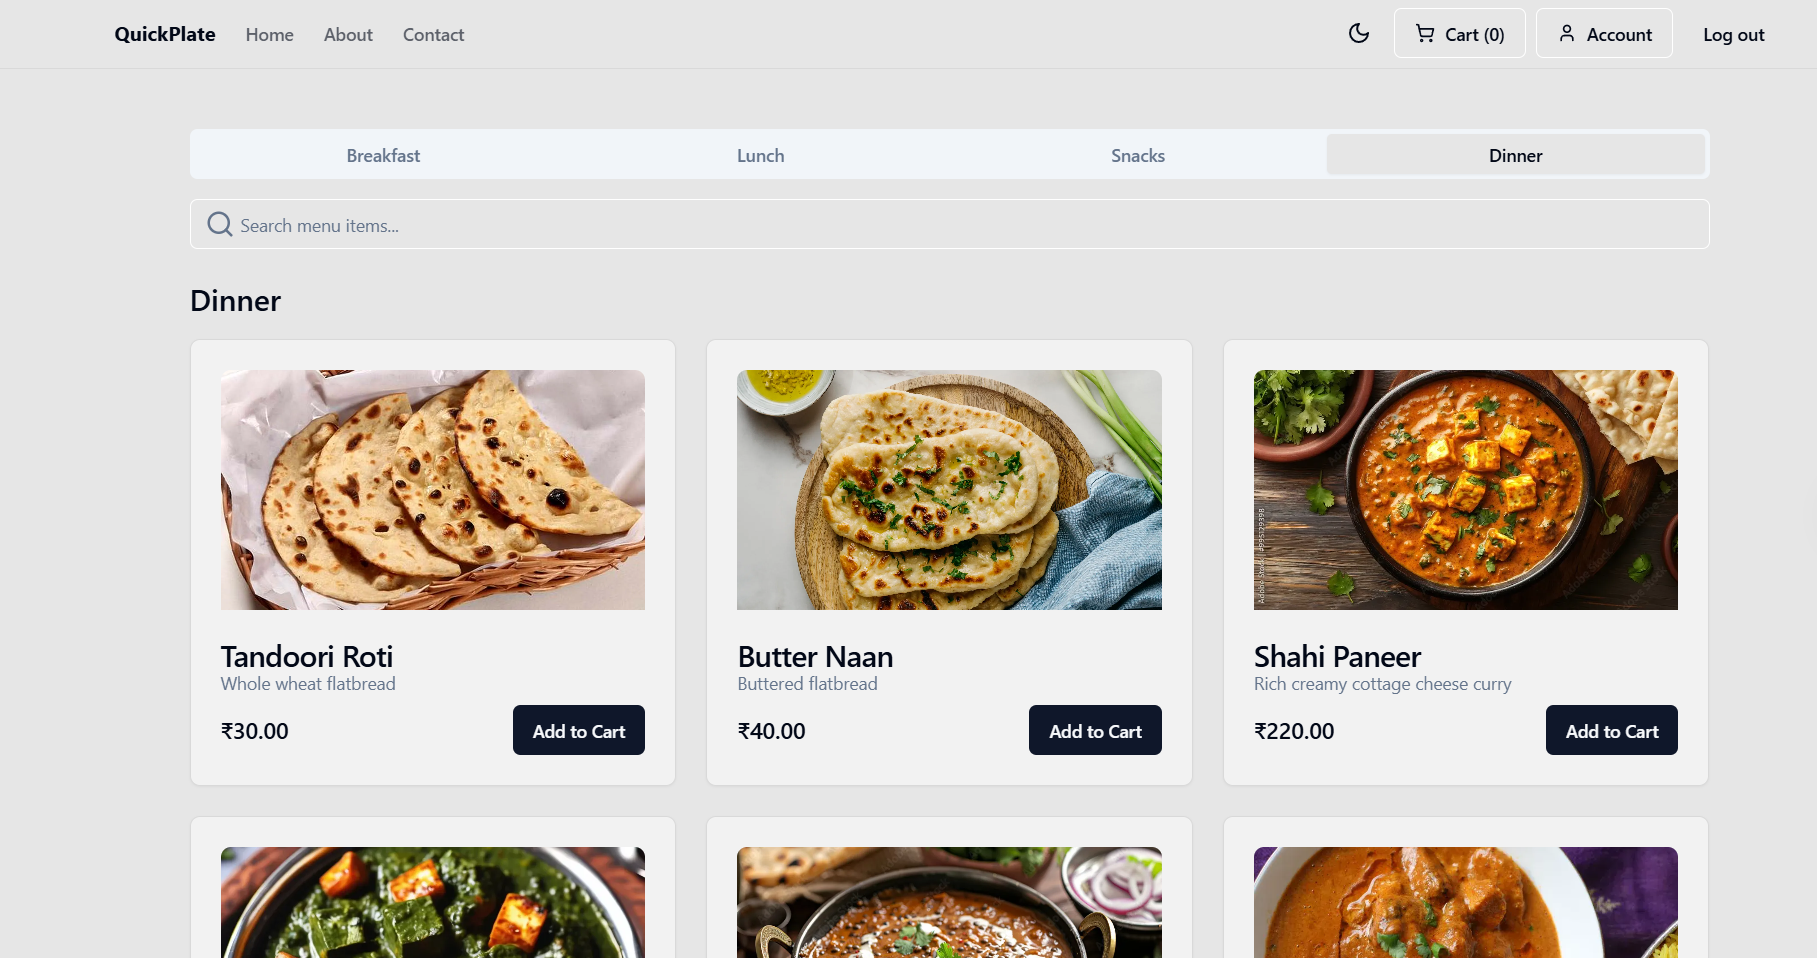 QuickPlate Home About Contact Cart (0) Account Log out
Breakfast Lunch Snacks Dinner
Search menu items...
Dinner
Tandoori Roti
Whole wheat flatbread
₹30.00 Add to Cart
Butter Naan
Buttered flatbread
₹40.00 Add to Cart
Shahi Paneer
Rich creamy cottage cheese curry
₹220.00 Add to Cart